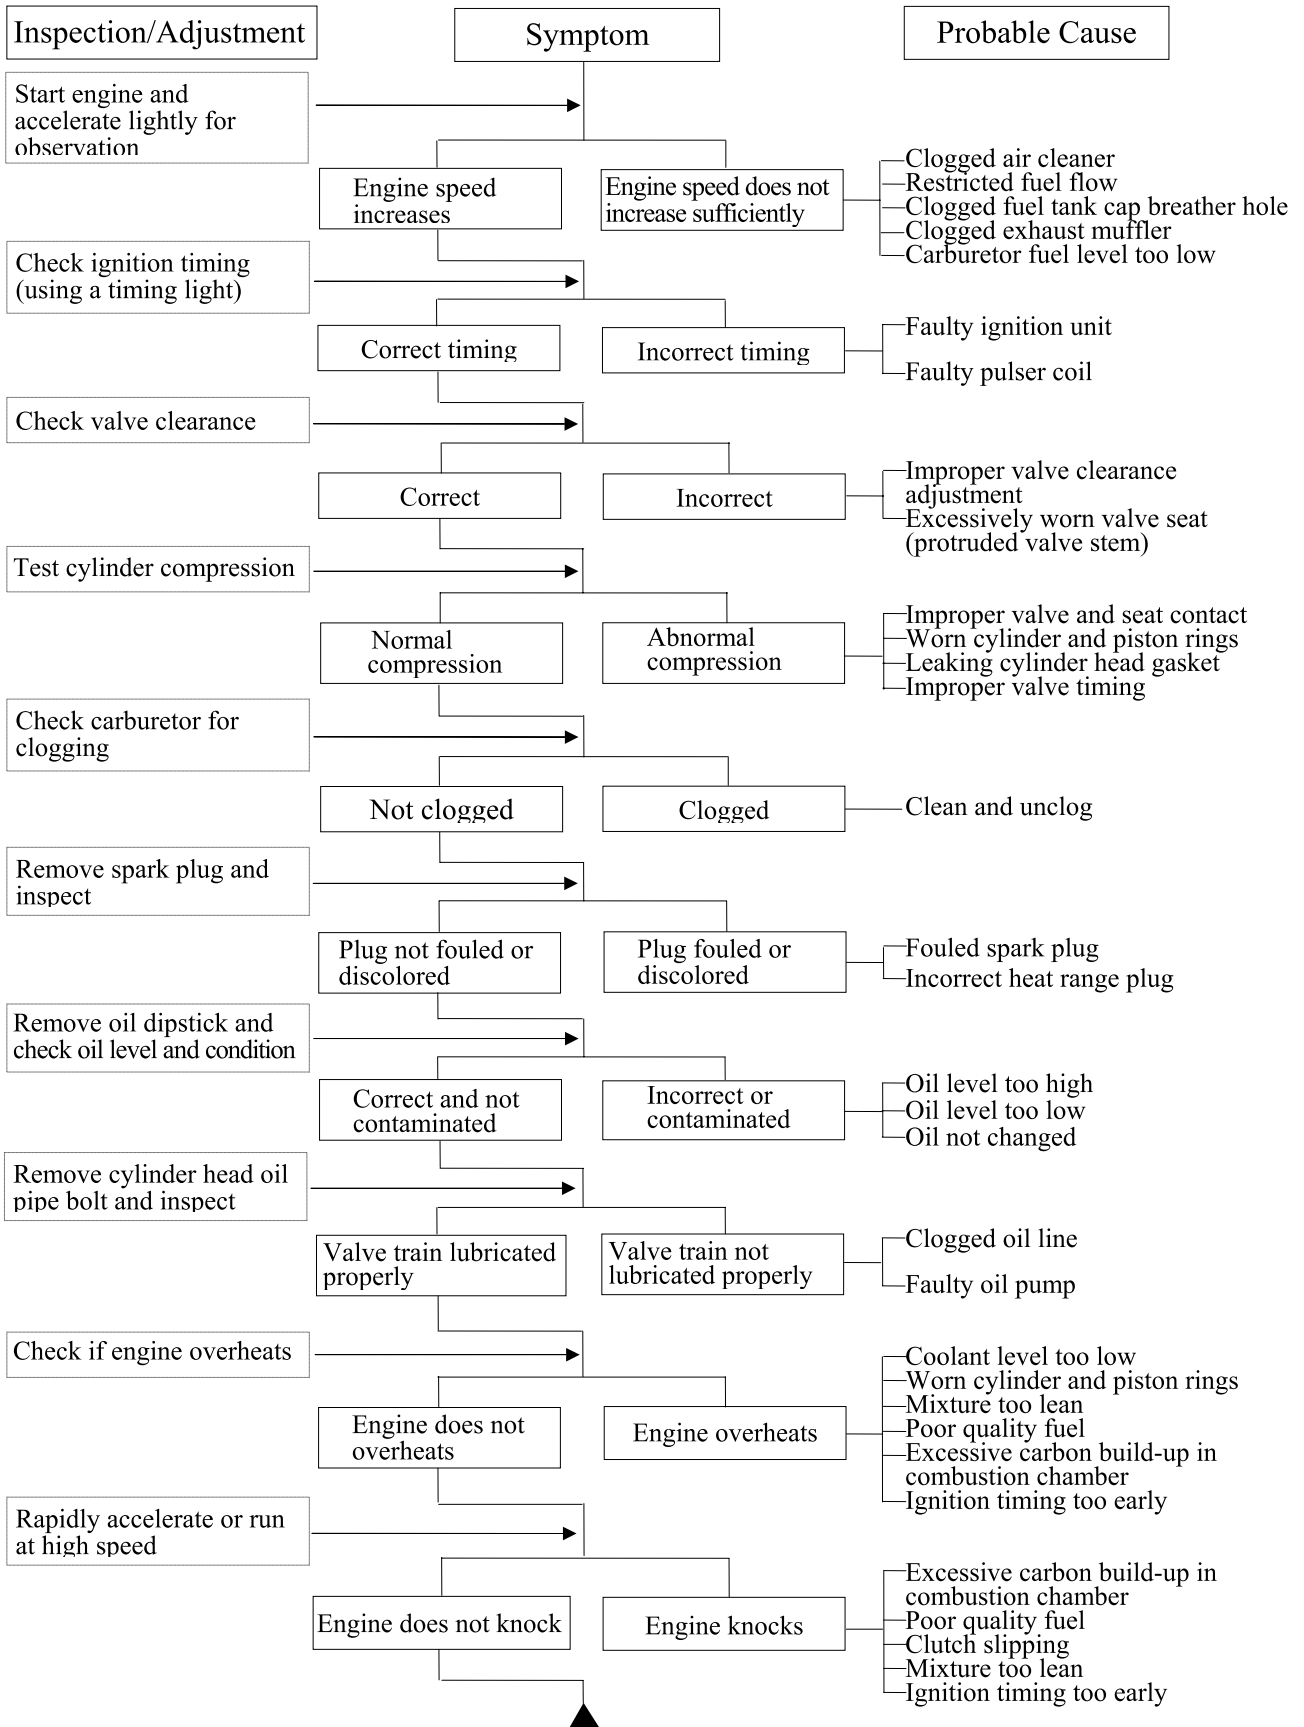 Inspection/Adjustment
Symptom
Probable Cause
Start engine and
accelerate lightly for
observation
Engine speed
increases
Engine speed does not
increase sufficiently
Clogged air cleaner
Restricted fuel flow
Clogged fuel tank cap breather hole
Clogged exhaust muffler
Carburetor fuel level too low
Check ignition timing
(using a timing light)
Correct timing
Incorrect timing
Faulty ignition unit
Faulty pulser coil
Check valve clearance
Correct
Incorrect
Improper valve clearance
adjustment
Excessively worn valve seat
(protruded valve stem)
Test cylinder compression
Normal
compression
Abnormal
compression
Improper valve and seat contact
Worn cylinder and piston rings
Leaking cylinder head gasket
Improper valve timing
Check carburetor for
clogging
Not clogged
Clogged
Clean and unclog
Remove spark plug and
inspect
Plug not fouled or
discolored
Plug fouled or
discolored
Fouled spark plug
Incorrect heat range plug
Remove oil dipstick and
check oil level and condition
Correct and not
contaminated
Incorrect or
contaminated
Oil level too high
Oil level too low
Oil not changed
Remove cylinder head oil
pipe bolt and inspect
Valve train lubricated
properly
Valve train not
lubricated properly
Clogged oil line
Faulty oil pump
Check if engine overheats
Engine does not
overheats
Engine overheats
Coolant level too low
Worn cylinder and piston rings
Mixture too lean
Poor quality fuel
Excessive carbon build-up in
combustion chamber
Ignition timing too early
Rapidly accelerate or run
at high speed
Engine does not knock
Engine knocks
Excessive carbon build-up in
combustion chamber
Poor quality fuel
Clutch slipping
Mixture too lean
Ignition timing too early